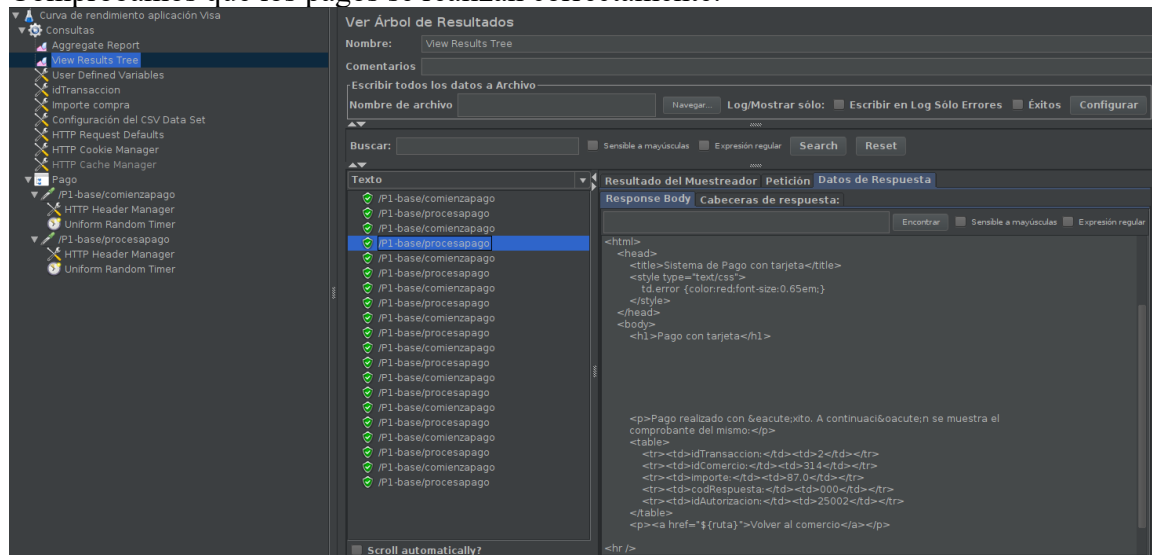 Comprobamos que los pagos se realizan correctamente.
Curva de rendimiento aplicación Visa
Consultas
Aggregate Report
View Results Tree
User Defined Variables
idTransaccion
Importe compra
Configuración del CSV Data Set
HTTP Request Defaults
HTTP Cookie Manager
HTTP Cache Manager
Pago
/P1-base/comienzapago
HTTP Header Manager
Uniform Random Timer
/P1-base/procesapago
HTTP Header Manager
Uniform Random Timer
Ver Árbol de Resultados
Nombre: View Results Tree
Comentarios
Escribir todos los datos a Archivo
Nombre de archivo Navegar... Log/Mostrar sólo: Escribir en Log Sólo Errores Éxitos Configurar
Buscar: Sensible a mayúsculas Expresión regular Search Reset
Texto
/P1-base/comienzapago
/P1-base/procesapago
/P1-base/comienzapago
/P1-base/procesapago
/P1-base/comienzapago
/P1-base/procesapago
/P1-base/comienzapago
/P1-base/procesapago
/P1-base/comienzapago
/P1-base/procesapago
/P1-base/comienzapago
/P1-base/procesapago
/P1-base/comienzapago
/P1-base/procesapago
/P1-base/comienzapago
/P1-base/procesapago
/P1-base/comienzapago
/P1-base/procesapago
/P1-base/comienzapago
/P1-base/procesapago
Scroll automatically?
Resultado del Muestreador Petición Datos de Respuesta
Response Body Cabeceras de respuesta:
Encontrar Sensible a mayúsculas Expresión regular
<html>
<head>
<title>Sistema de Pago con tarjeta</title>
<style type="text/css">
td.error {color:red;font-size:0.65em;}
</style>
</head>
<body>
<h1>Pago con tarjeta</h1>
<p>Pago realizado con &eacute;xito. A continuaci&oacute;n se muestra el
comprobante del mismo:</p>
<table>
<tr><td>idTransaccion:</td><td>2</td></tr>
<tr><td>idComercio:</td><td>314</td></tr>
<tr><td>importe:</td><td>87.0</td></tr>
<tr><td>codRespuesta:</td><td>000</td></tr>
<tr><td>idAutorizacion:</td><td>25002</td></tr>
</table>
<p><a href="${ruta}">Volver al comercio</a></p>
<hr />